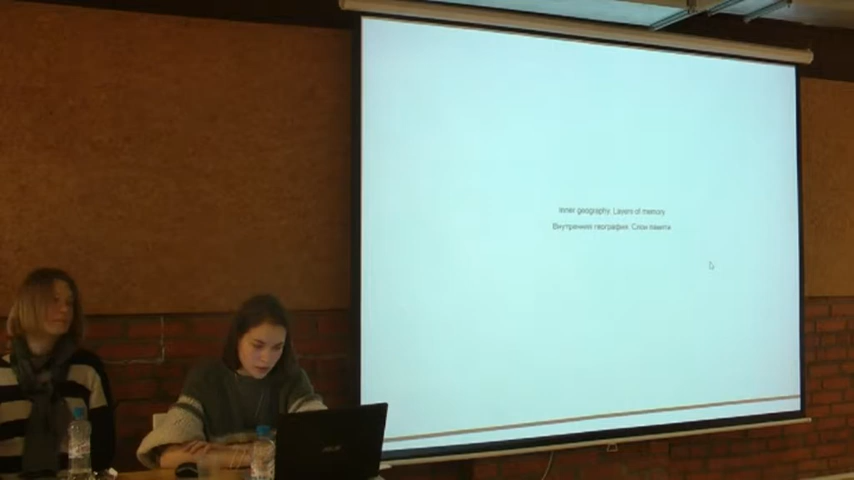 Inner geography. Layers of memory
Внутренняя география. Слои памяти